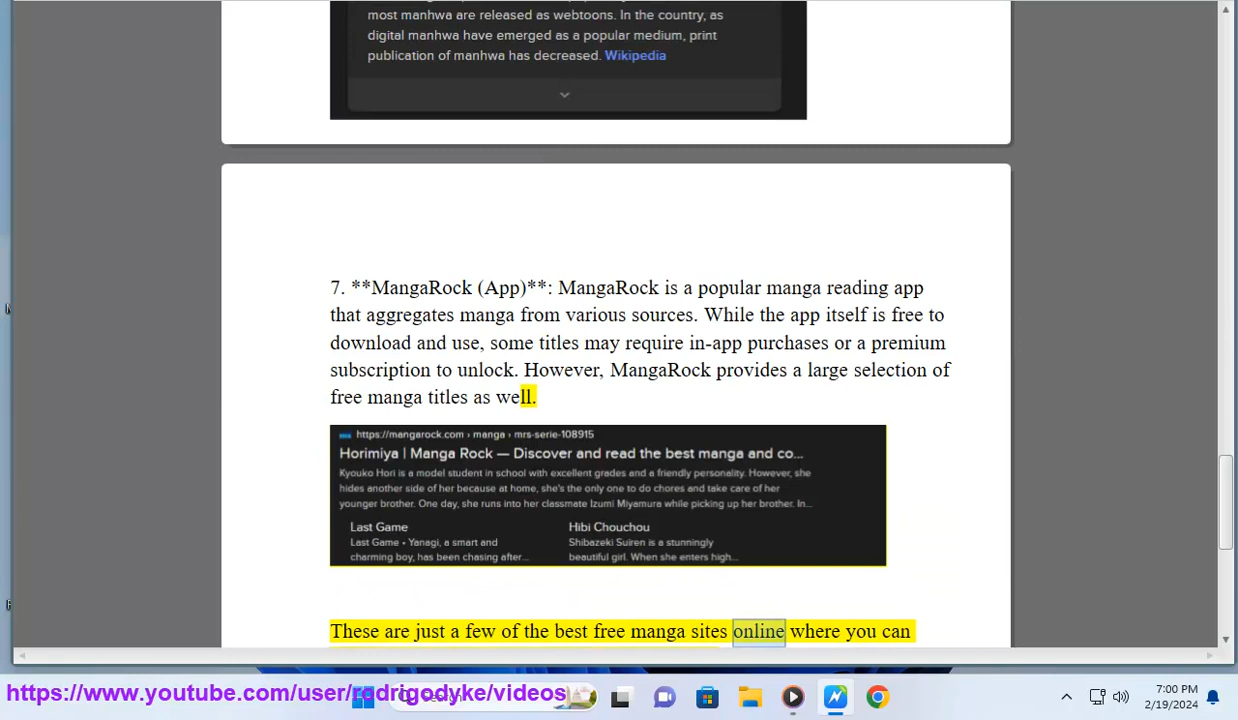 most manhwa are released as webtoons. In the country, as
digital manhwa have emerged as a popular medium, print
publication of manhwa has decreased. Wikipedia
7. **MangaRock (App)**: MangaRock is a popular manga reading app
that aggregates manga from various sources. While the app itself is free to
download and use, some titles may require in-app purchases or a premium
subscription to unlock. However, MangaRock provides a large selection of
free manga titles as well.
https://mangarock.com › manga › mrs-serie-108915
Horimiya | Manga Rock — Discover and read the best manga and co...
Kyouko Hori is a model student in school with excellent grades and a friendly personality. However, she
hides another side of her because at home, she's the only one to do chores and take care of her
younger brother. One day, she runs into her classmate Izumi Miyamura while picking up her brother. In...
Last Game
Hibi Chouchou
Last Game • Yanagi, a smart and
charming boy, has been chasing after...
Shibazeki Suiren is a stunningly
beautiful girl. When she enters high...
These are just a few of the best free manga sites online where you can
https://www.youtube.com/user/rodrigodyke/videos
7:00 PM
2/19/2024